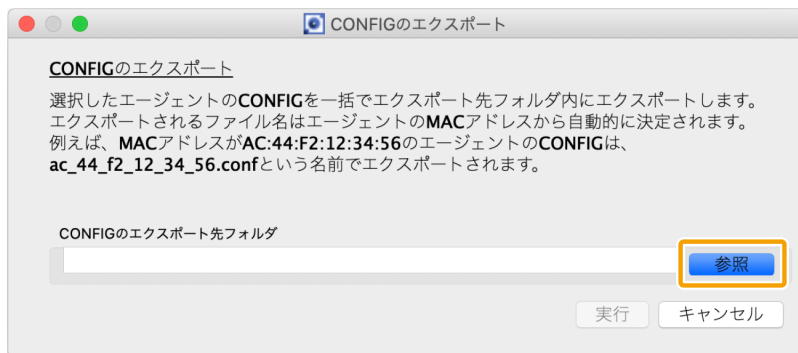 CONFIGのエクスポート
CONFIGのエクスポート
選択したエージェントのCONFIGを一括でエクスポート先フォルダ内にエクスポートします。
エクスポートされるファイル名はエージェントのMACアドレスから自動的に決定されます。
例えば、MACアドレスがAC:44:F2:12:34:56のエージェントのCONFIGは、
ac_44_f2_12_34_56.confという名前でエクスポートされます。
CONFIGのエクスポート先フォルダ
参照
実行 キャンセル